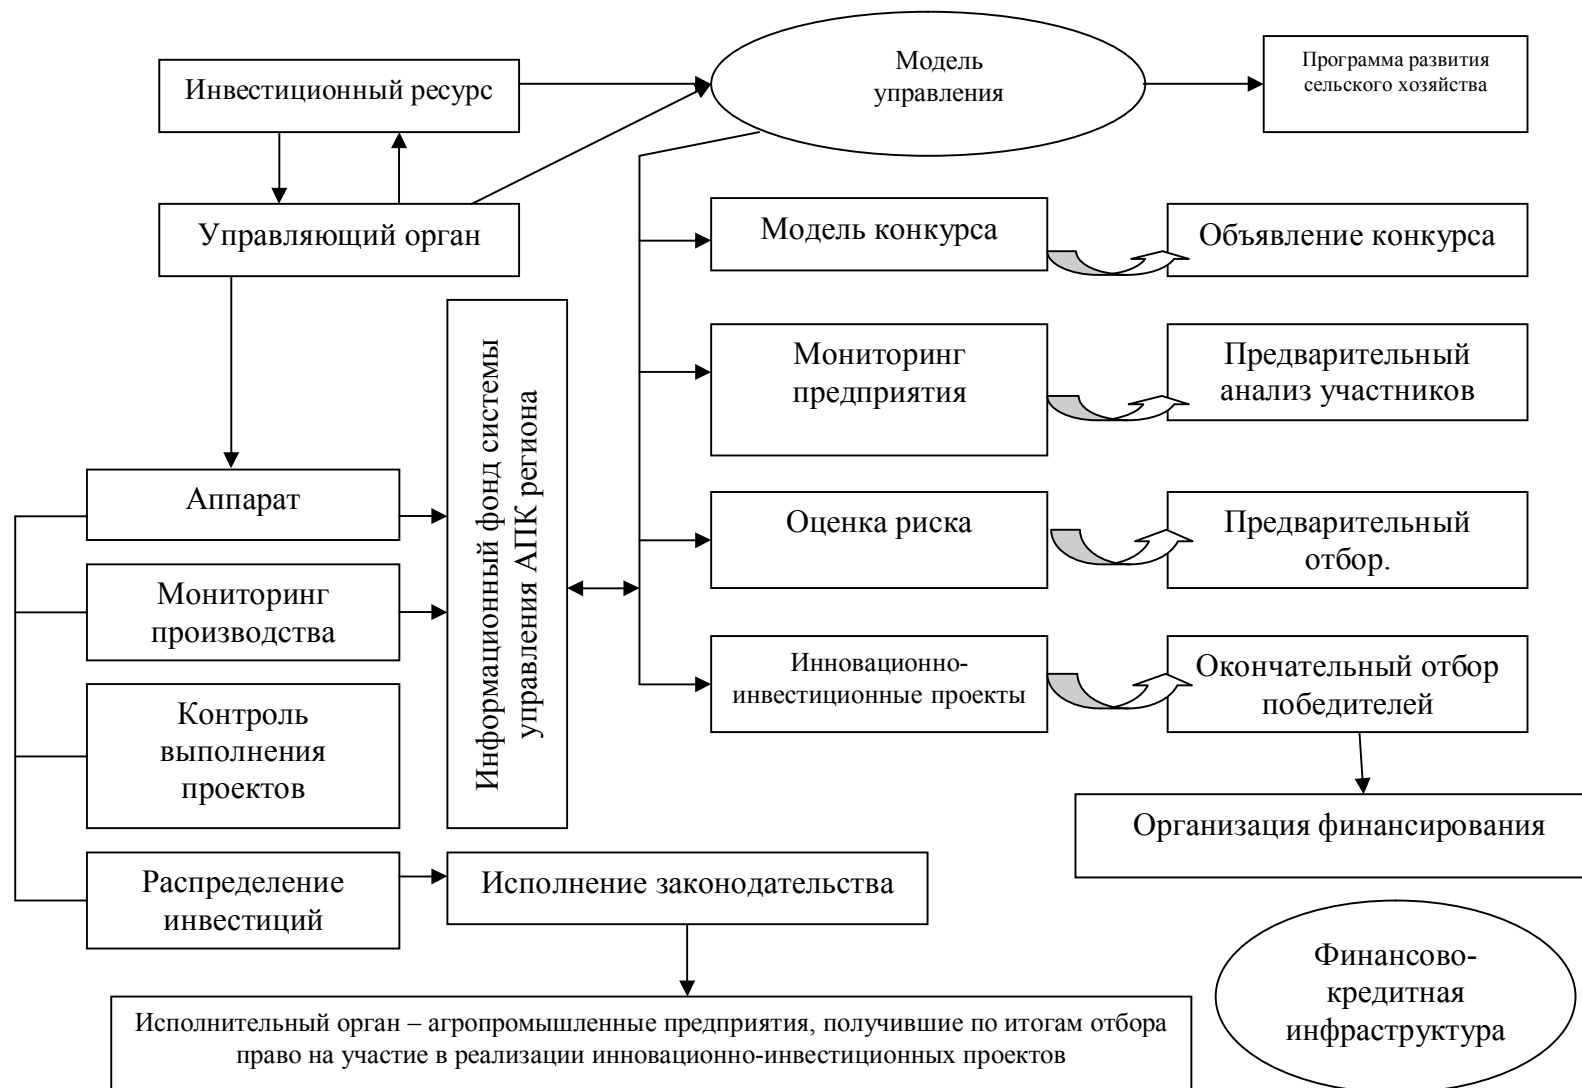 Модель
управления
Программа развития
сельского хозяйства
Инвестиционный ресурс
Управляющий орган
Модель конкурса
Объявление конкурса
Информационный фонд системы
управления АПК региона
Мониторинг
предприятия
Предварительный
анализ участников
Аппарат
Оценка риска
Предварительный
отбор.
Мониторинг
производства
Инновационно-
инвестиционные проекты
Окончательный отбор
победителей
Контроль
выполнения
проектов
Организация финансирования
Распределение
инвестиций
Исполнение законодательства
Финансово-
кредитная
инфраструктура
Исполнительный орган – агропромышленные предприятия, получившие по итогам отбора
право на участие в реализации инновационно-инвестиционных проектов